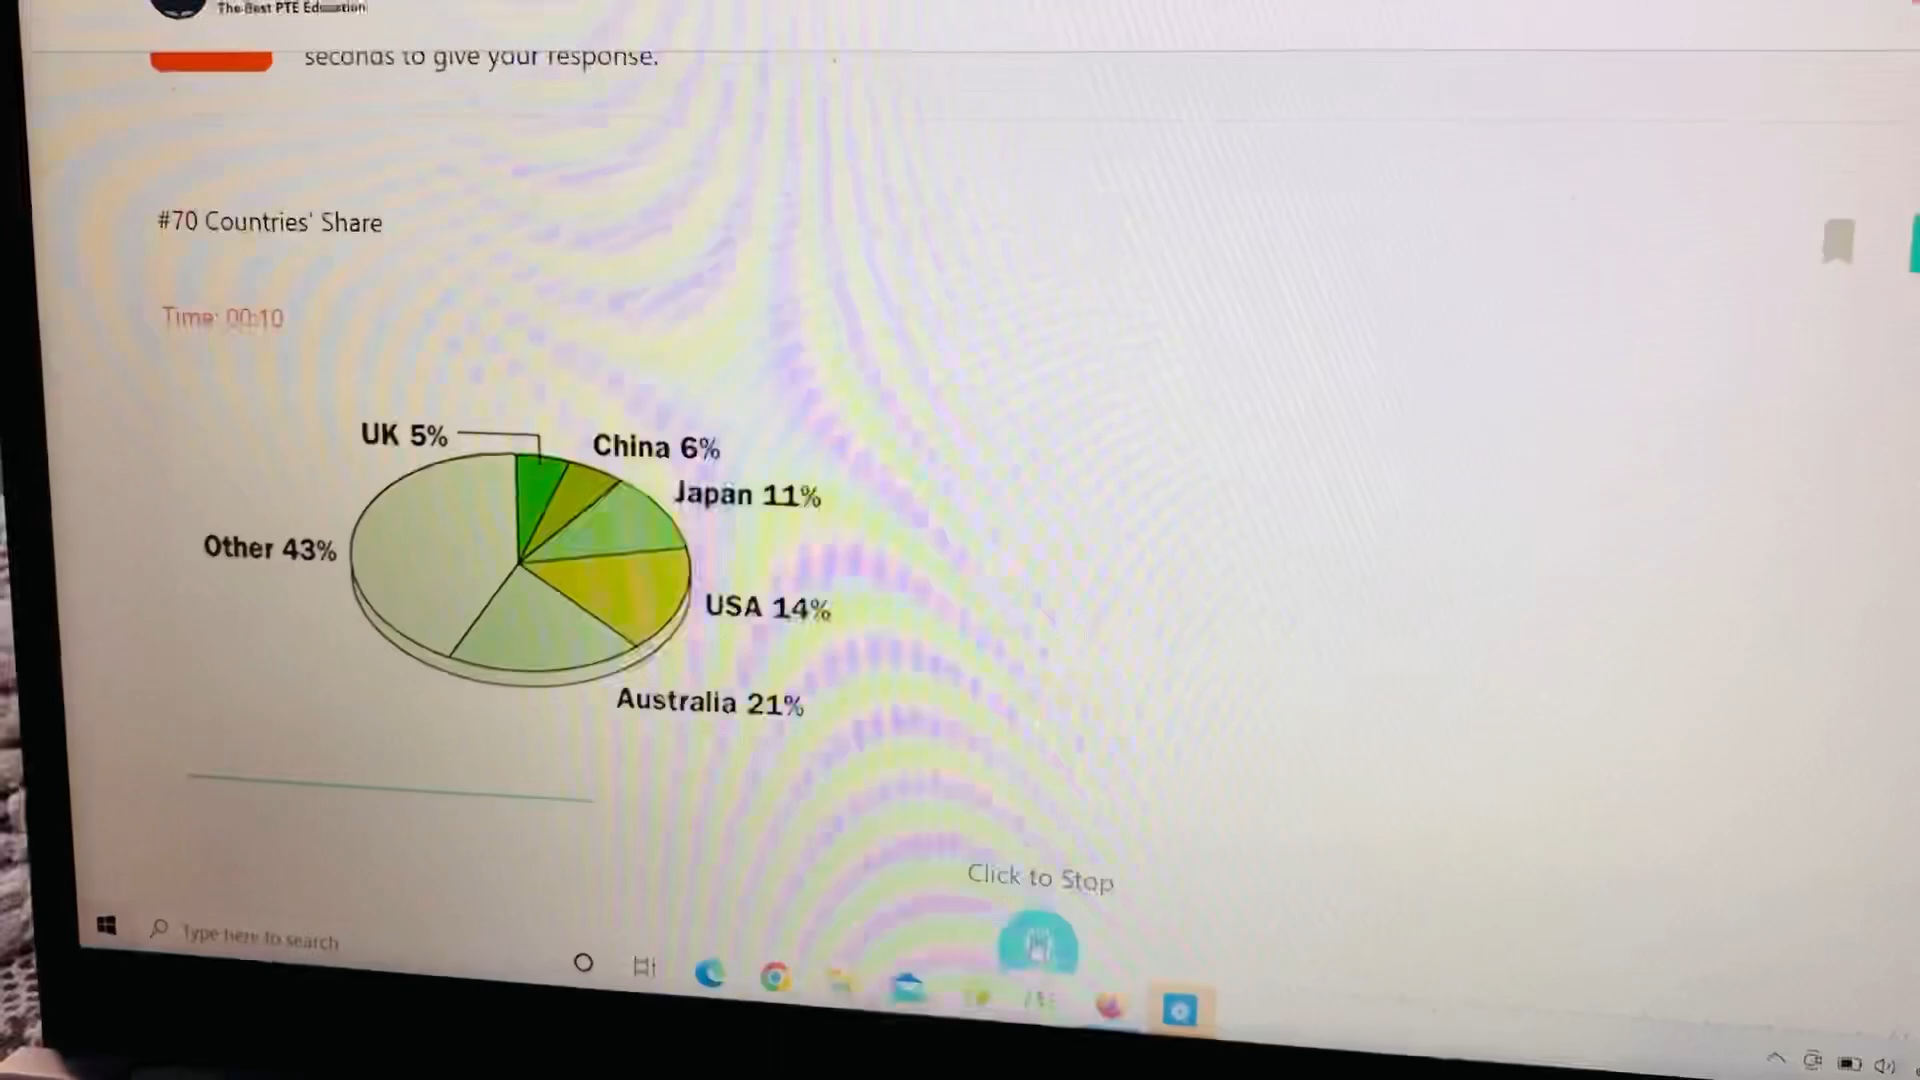 The Best PTE Education
seconds to give your response.
#70 Countries' Share
Time: 00:10
UK 5%
China 6%
Japan 11%
Other 43%
USA 14%
Australia 21%
Click to Stop
Type here to search